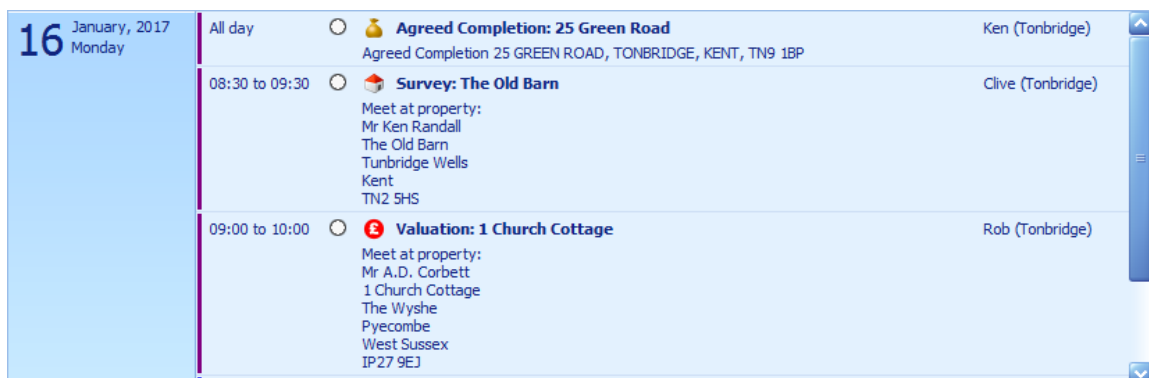 16 January, 2017
Monday
All day Agreed Completion: 25 Green Road Ken (Tonbridge)
Agreed Completion 25 GREEN ROAD, TONBRIDGE, KENT, TN9 1BP
08:30 to 09:30 Survey: The Old Barn Clive (Tonbridge)
Meet at property:
Mr Ken Randall
The Old Barn
Tunbridge Wells
Kent
TN2 5HS
09:00 to 10:00 £ Valuation: 1 Church Cottage Rob (Tonbridge)
Meet at property:
Mr A.D. Corbett
1 Church Cottage
The Wyshe
Pyecombe
West Sussex
IP27 9EJ